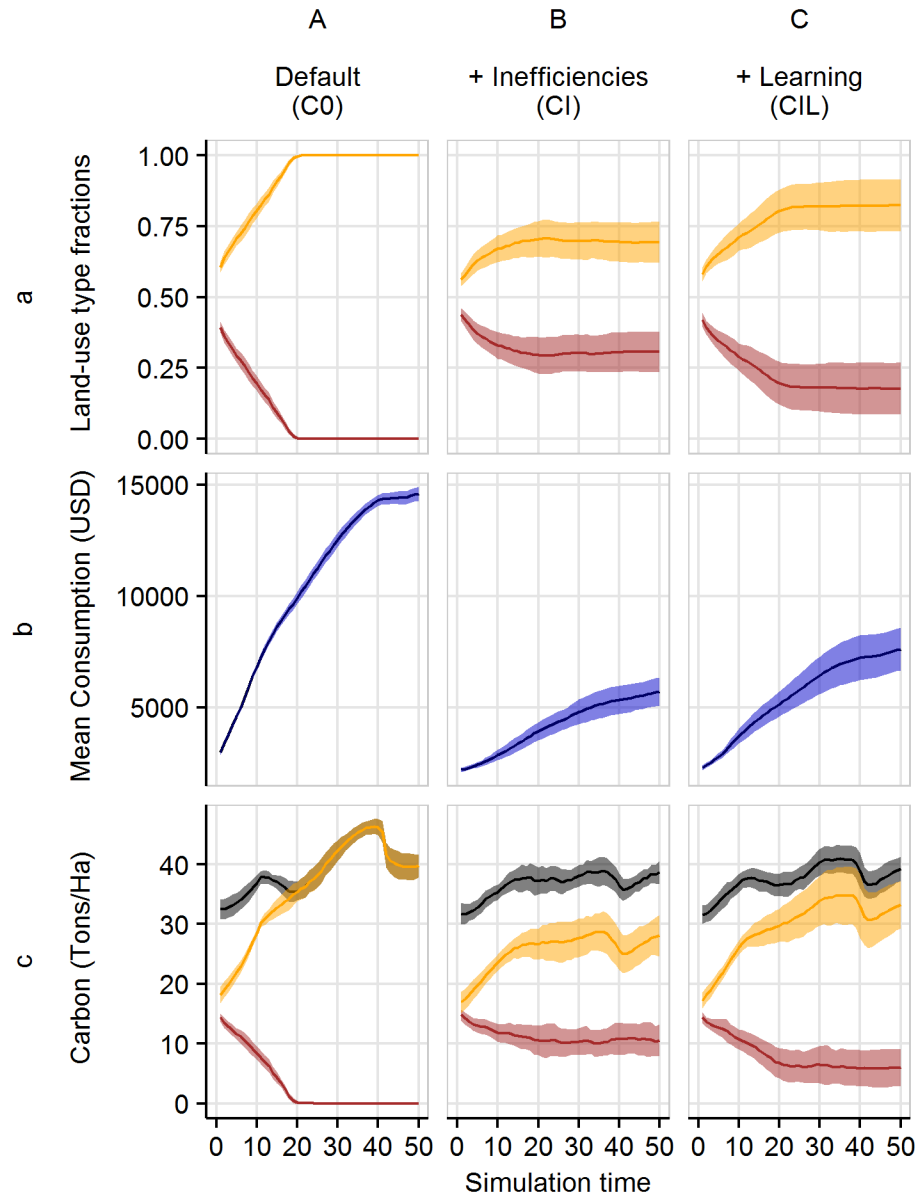 A B C
Default + Inefficiencies + Learning
(C0) (CI) (CIL)
a
Land-use type fractions
1.00
0.75
0.50
0.25
0.00
b
Mean Consumption (USD)
15000
10000
5000
c
Carbon (Tons/Ha)
40
30
20
10
0
0 10 20 30 40 50 0 10 20 30 40 50 0 10 20 30 40 50
Simulation time